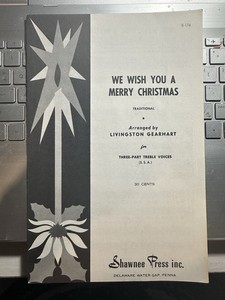 WE WISH YOU A
MERRY CHRISTMAS
TRADITIONAL
Arranged by
LIVINGSTON GEARHART
for
THREE-PART TREBLE VOICES
(S. S. A.)
Shawnee Press inc.
DELAWARE WATER GAP, PENNA.